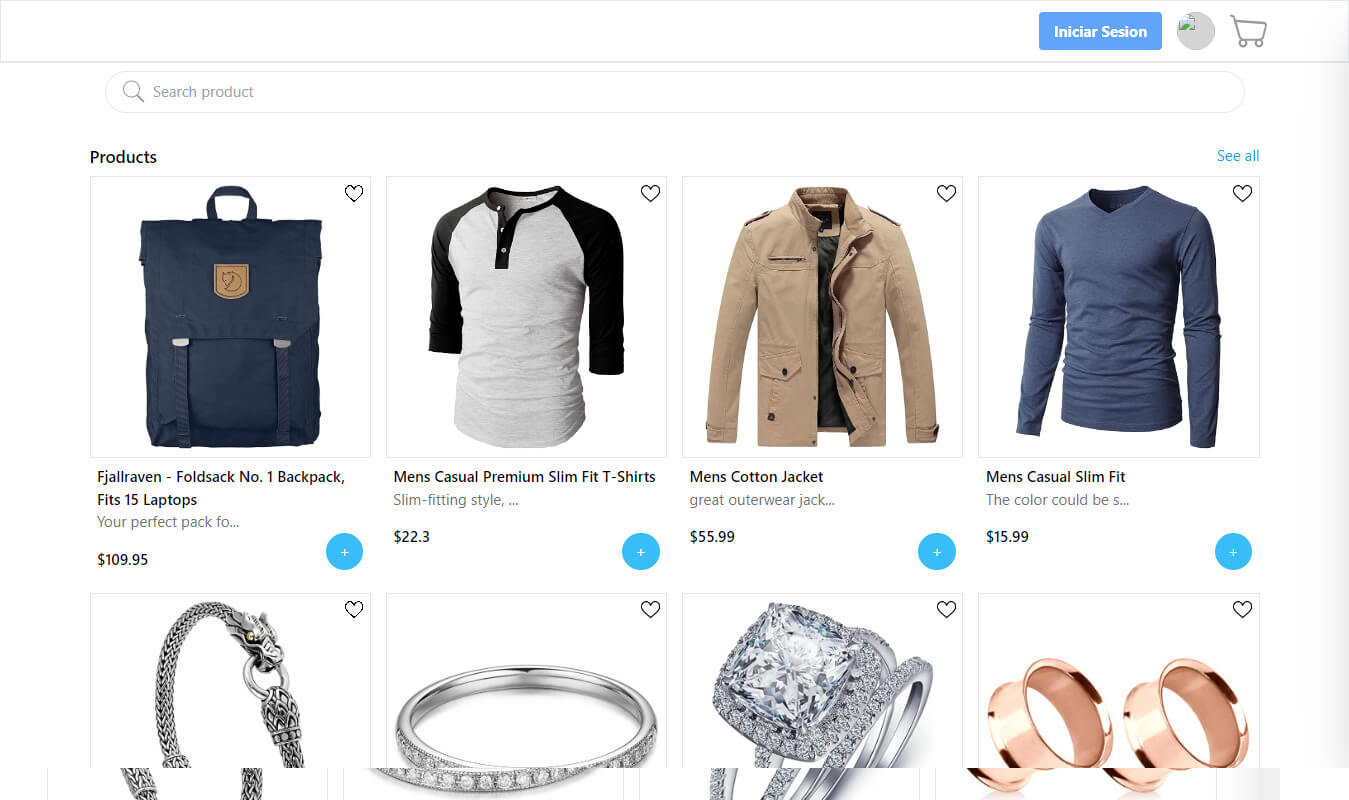 Iniciar Sesion
Search product
Products
See all
Fjallraven - Foldsack No. 1 Backpack,
Fits 15 Laptops
Your perfect pack fo...
$109.95
+
Mens Casual Premium Slim Fit T-Shirts
Slim-fitting style, ...
$22.3
+
Mens Cotton Jacket
great outerwear jack...
$55.99
+
Mens Casual Slim Fit
The color could be s...
$15.99
+